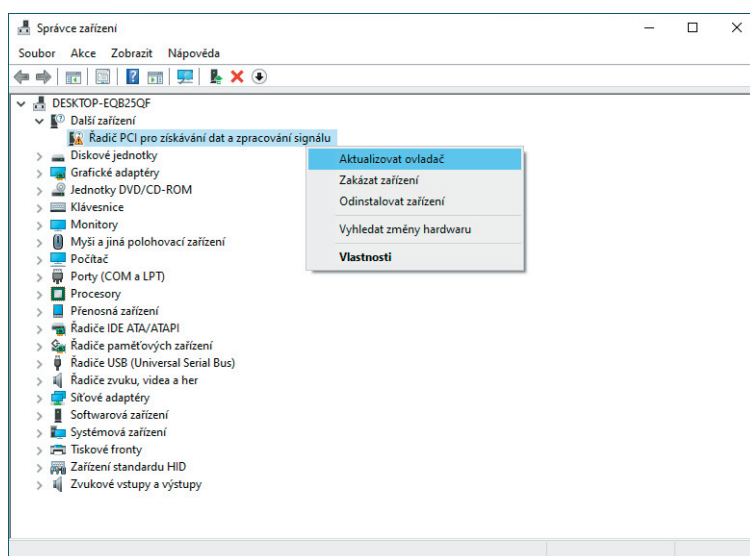 Správce zařízení
Soubor Akce Zobrazit Nápověda
DESKTOP-EQB25QF
Další zařízení
Řadič PCI pro získávání dat a zpracování signálu
Aktualizovat ovladač
Zakázat zařízení
Odinstalovat zařízení
Vyhledat změny hardwaru
Vlastnosti
Diskové jednotky
Grafické adaptéry
Jednotky DVD/CD-ROM
Klávesnice
Monitory
Myši a jiná polohovací zařízení
Počítač
Porty (COM a LPT)
Procesory
Přenosná zařízení
Řadiče IDE ATA/ATAPI
Řadiče paměťových zařízení
Řadiče USB (Universal Serial Bus)
Řadiče zvuku, videa a her
Síťové adaptéry
Softwarová zařízení
Systémová zařízení
Tiskové fronty
Zařízení standardu HID
Zvukové vstupy a výstupy